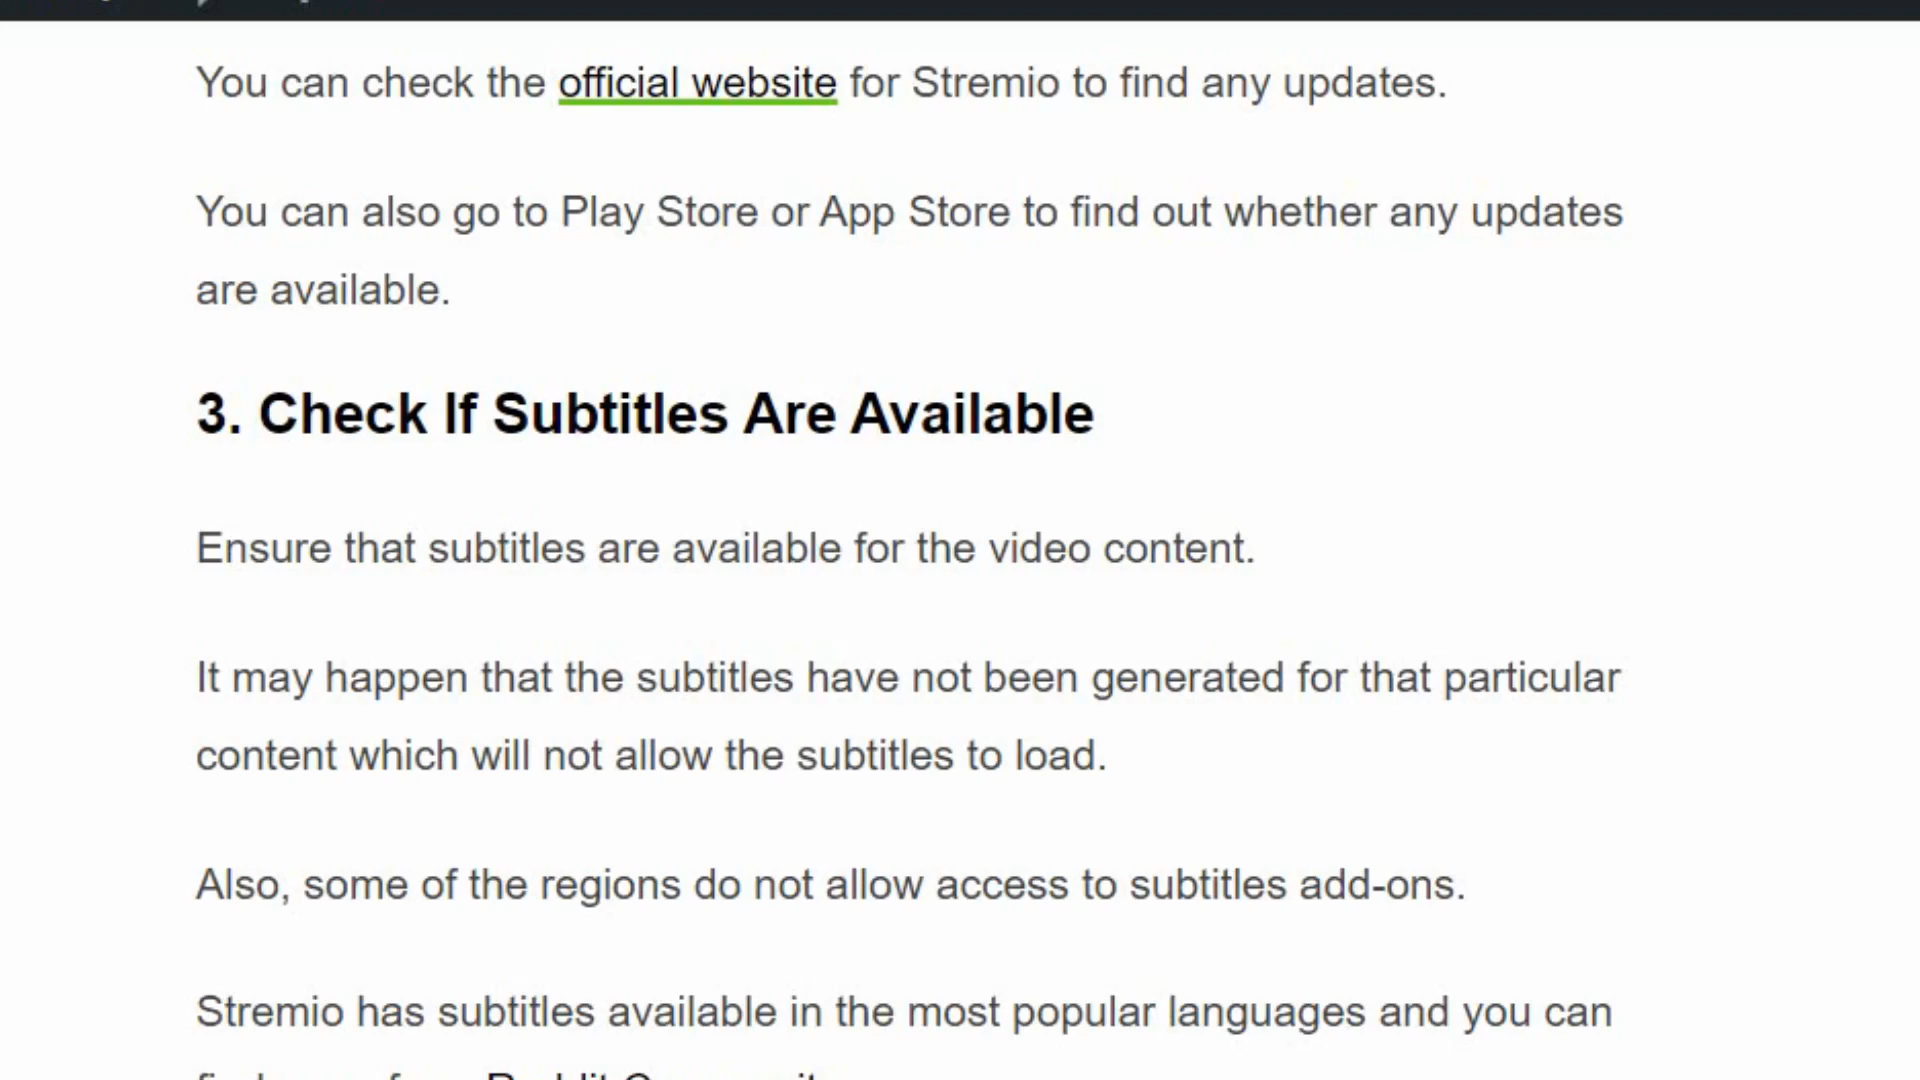 You can check the official website for Stremio to find any updates.
You can also go to Play Store or App Store to find out whether any updates
are available.
3. Check If Subtitles Are Available
Ensure that subtitles are available for the video content.
It may happen that the subtitles have not been generated for that particular
content which will not allow the subtitles to load.
Also, some of the regions do not allow access to subtitles add-ons.
Stremio has subtitles available in the most popular languages and you can